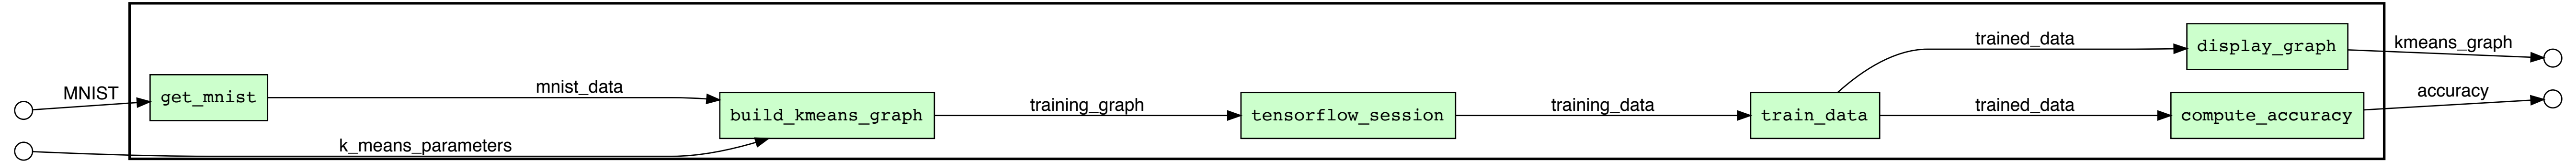 MNIST
get_mnist
mnist_data
k_means_parameters
build_kmeans_graph
training_graph
tensorflow_session
training_data
train_data
trained_data
trained_data
display_graph
compute_accuracy
kmeans_graph
accuracy